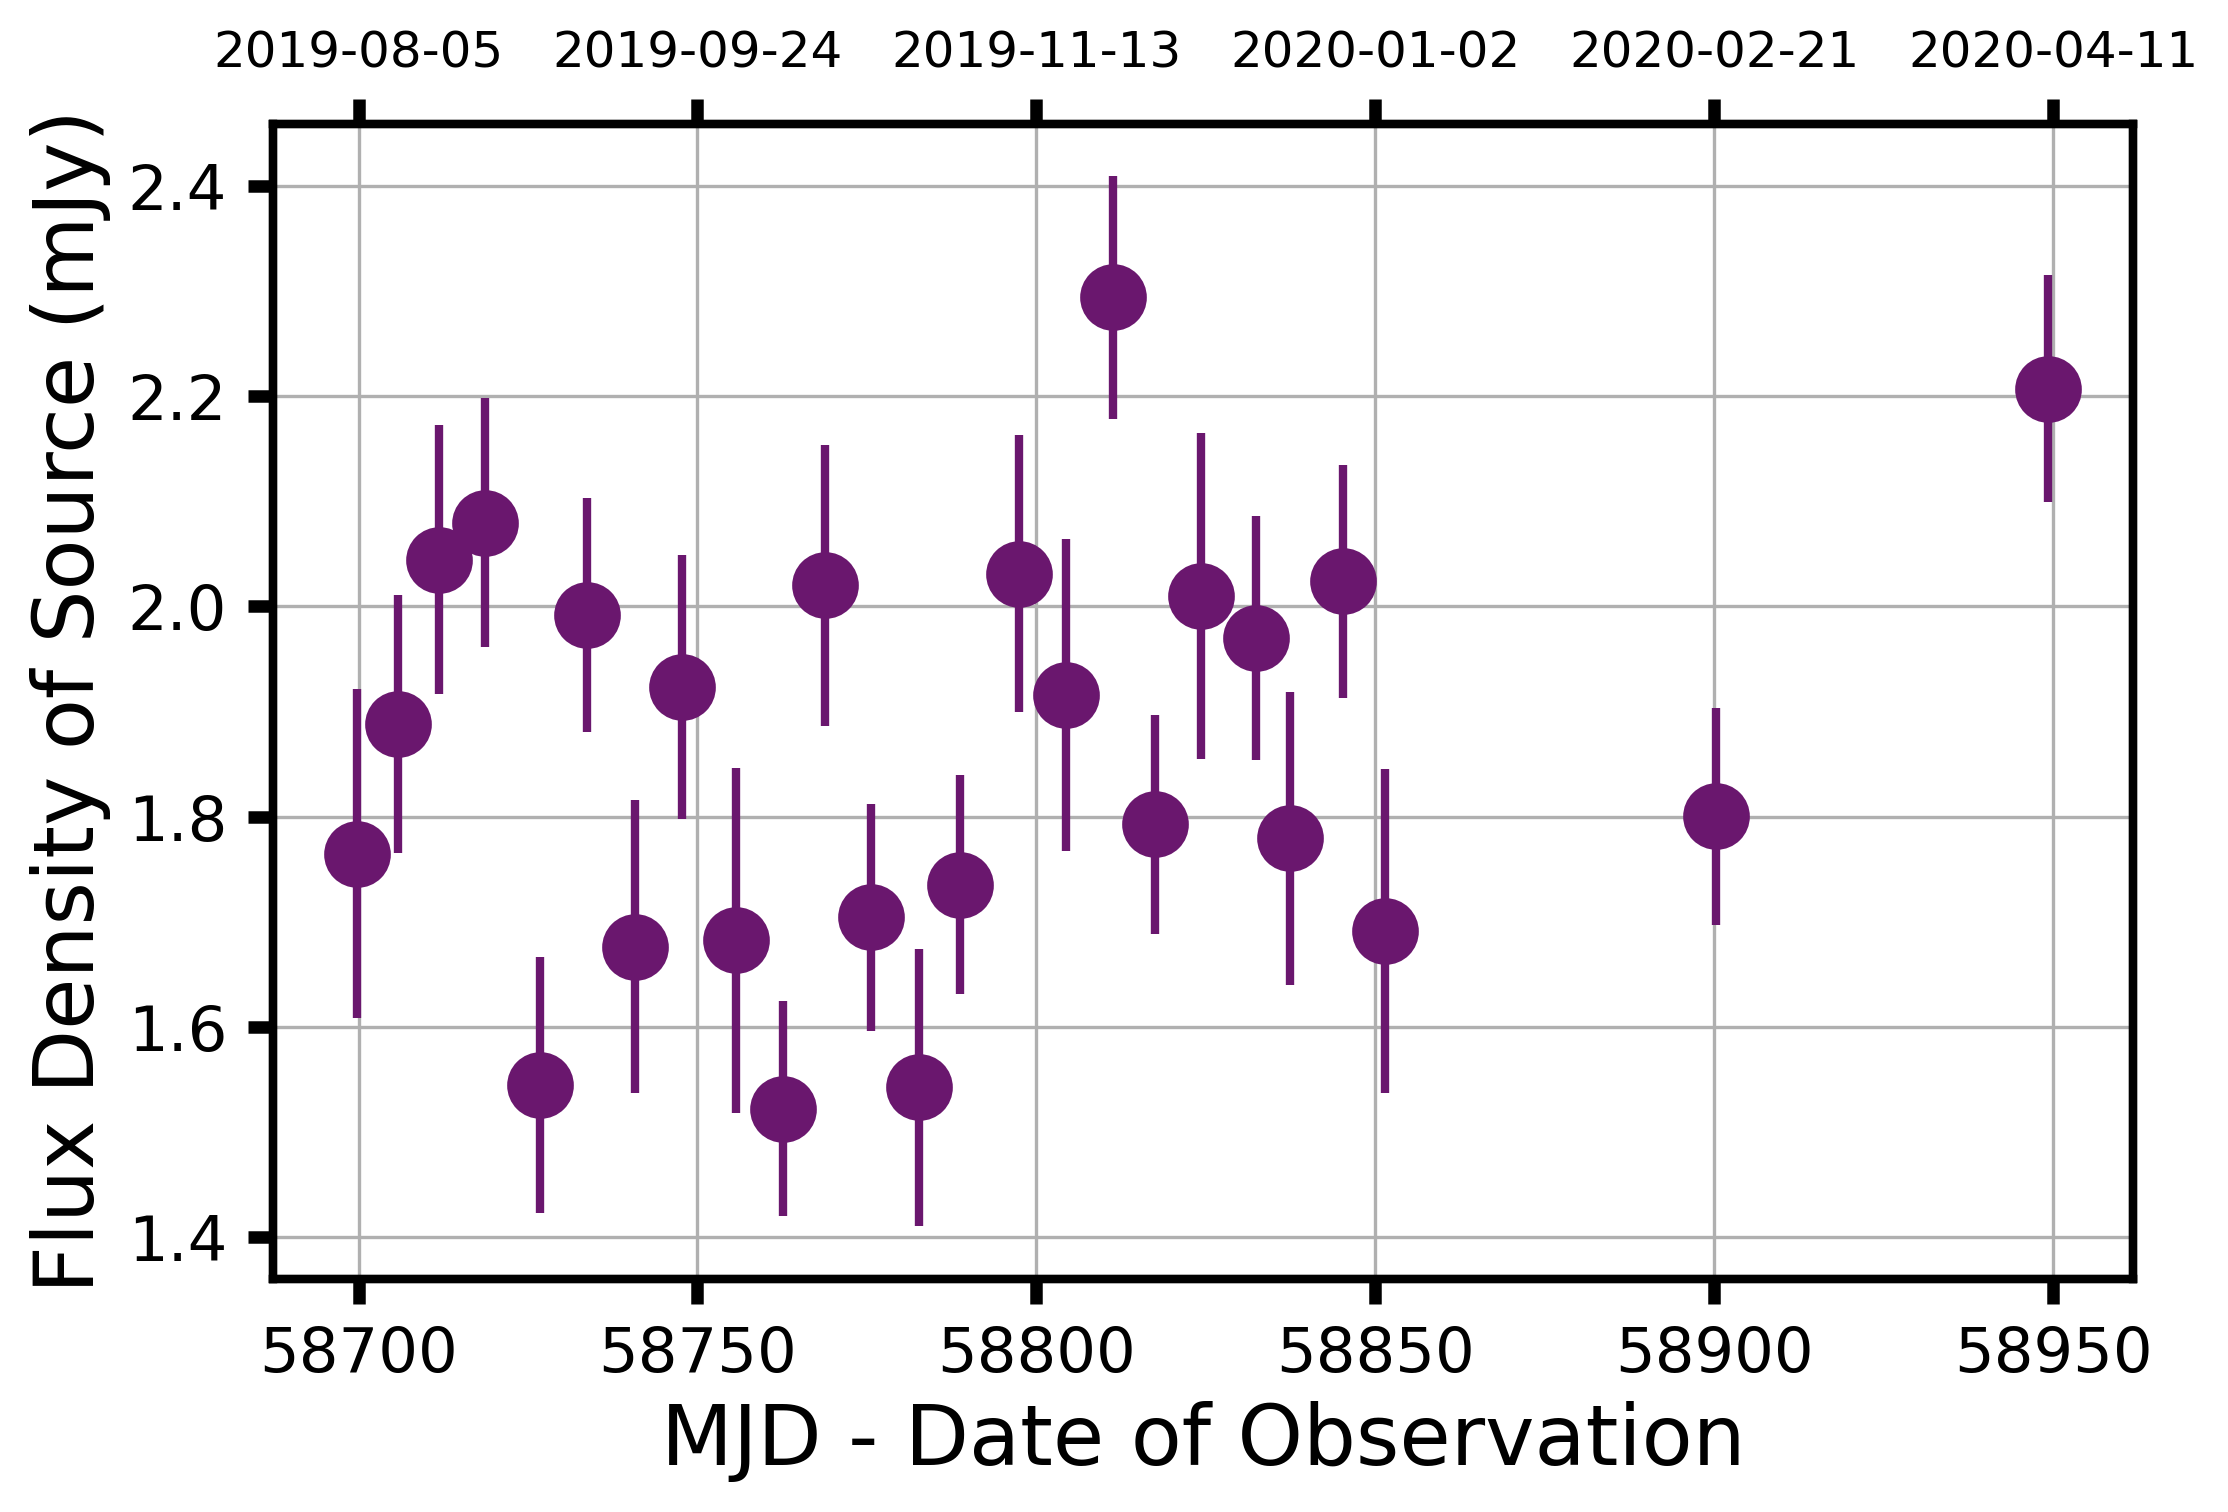 2019-08-05 2019-09-24 2019-11-13 2020-01-02 2020-02-21 2020-04-11
Flux Density of Source (mJy)
2.4
2.2
2.0
1.8
1.6
1.4
58700 58750 58800 58850 58900 58950
MJD - Date of Observation